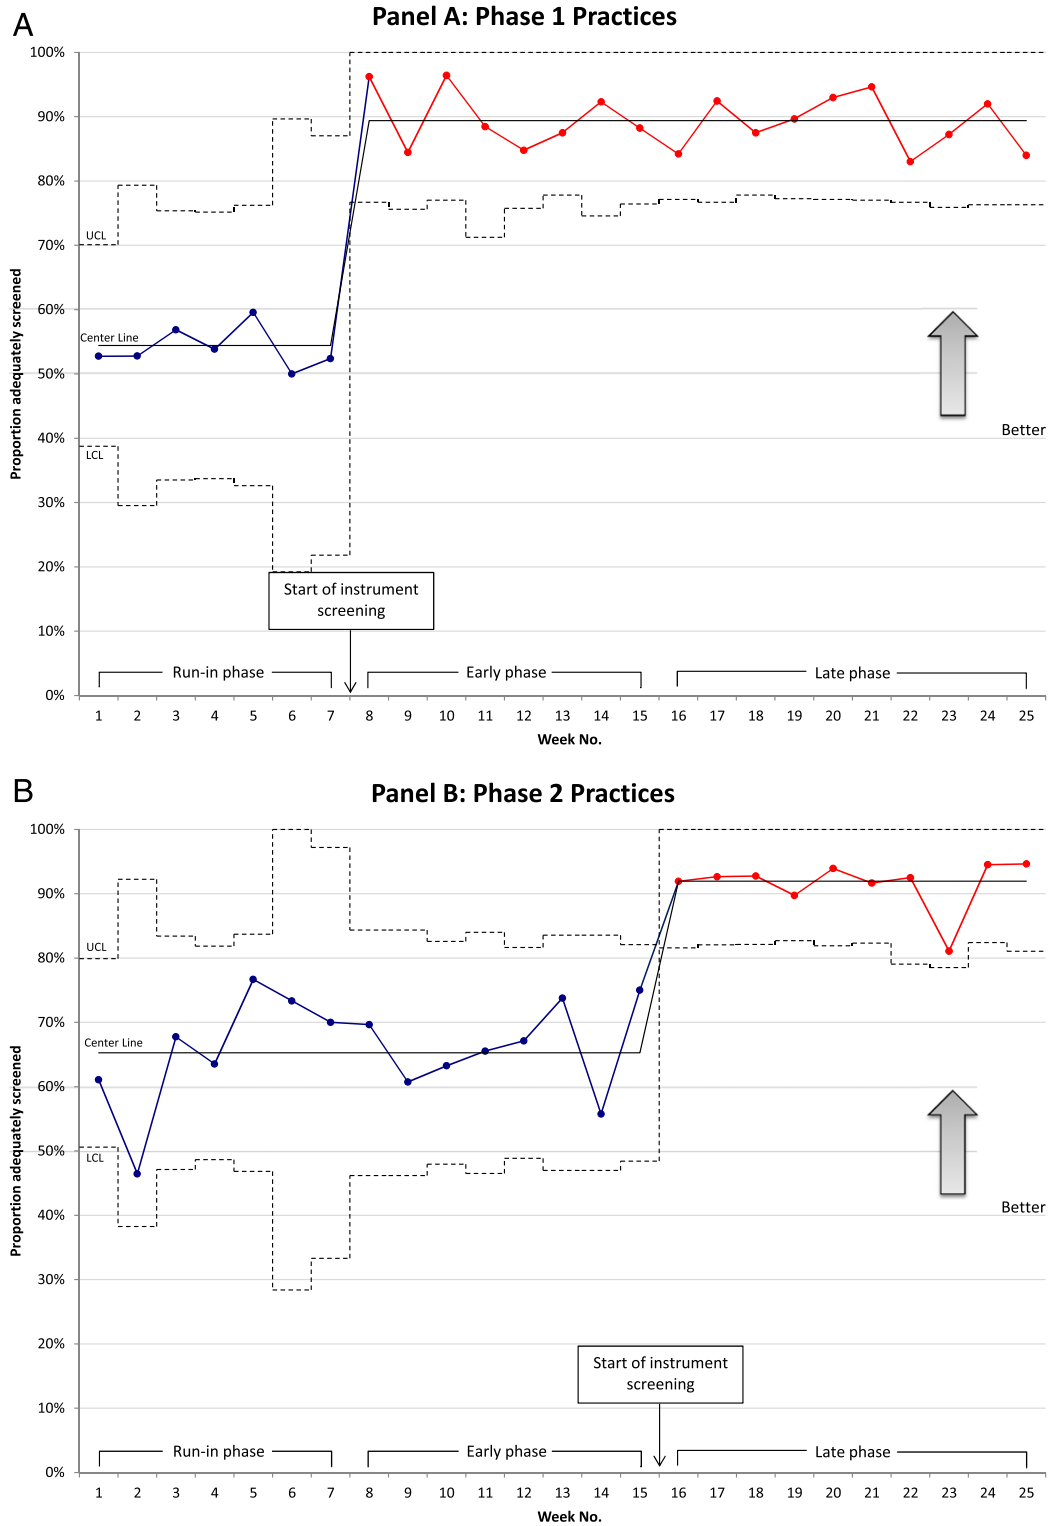 A
Panel A: Phase 1 Practices
100%
90%
80%
70%
60%
50%
40%
30%
20%
10%
0%
Proportion adequately screened
UCL
Center Line
LCL
Better
Start of instrument
screening
Run-in phase
Early phase
Late phase
1 2 3 4 5 6 7 8 9 10 11 12 13 14 15 16 17 18 19 20 21 22 23 24 25
Week No.
B
Panel B: Phase 2 Practices
100%
90%
80%
70%
60%
50%
40%
30%
20%
10%
0%
Proportion adequately screened
UCL
Center Line
LCL
Better
Start of instrument
screening
Run-in phase
Early phase
Late phase
1 2 3 4 5 6 7 8 9 10 11 12 13 14 15 16 17 18 19 20 21 22 23 24 25
Week No.